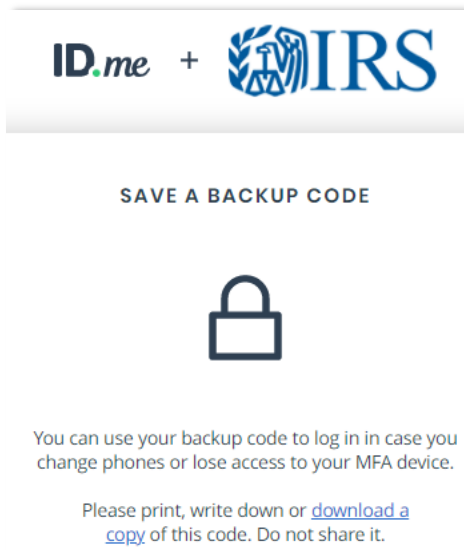 ID.me + IRS
SAVE A BACKUP CODE
You can use your backup code to log in in case you
change phones or lose access to your MFA device.
Please print, write down or download a
copy of this code. Do not share it.